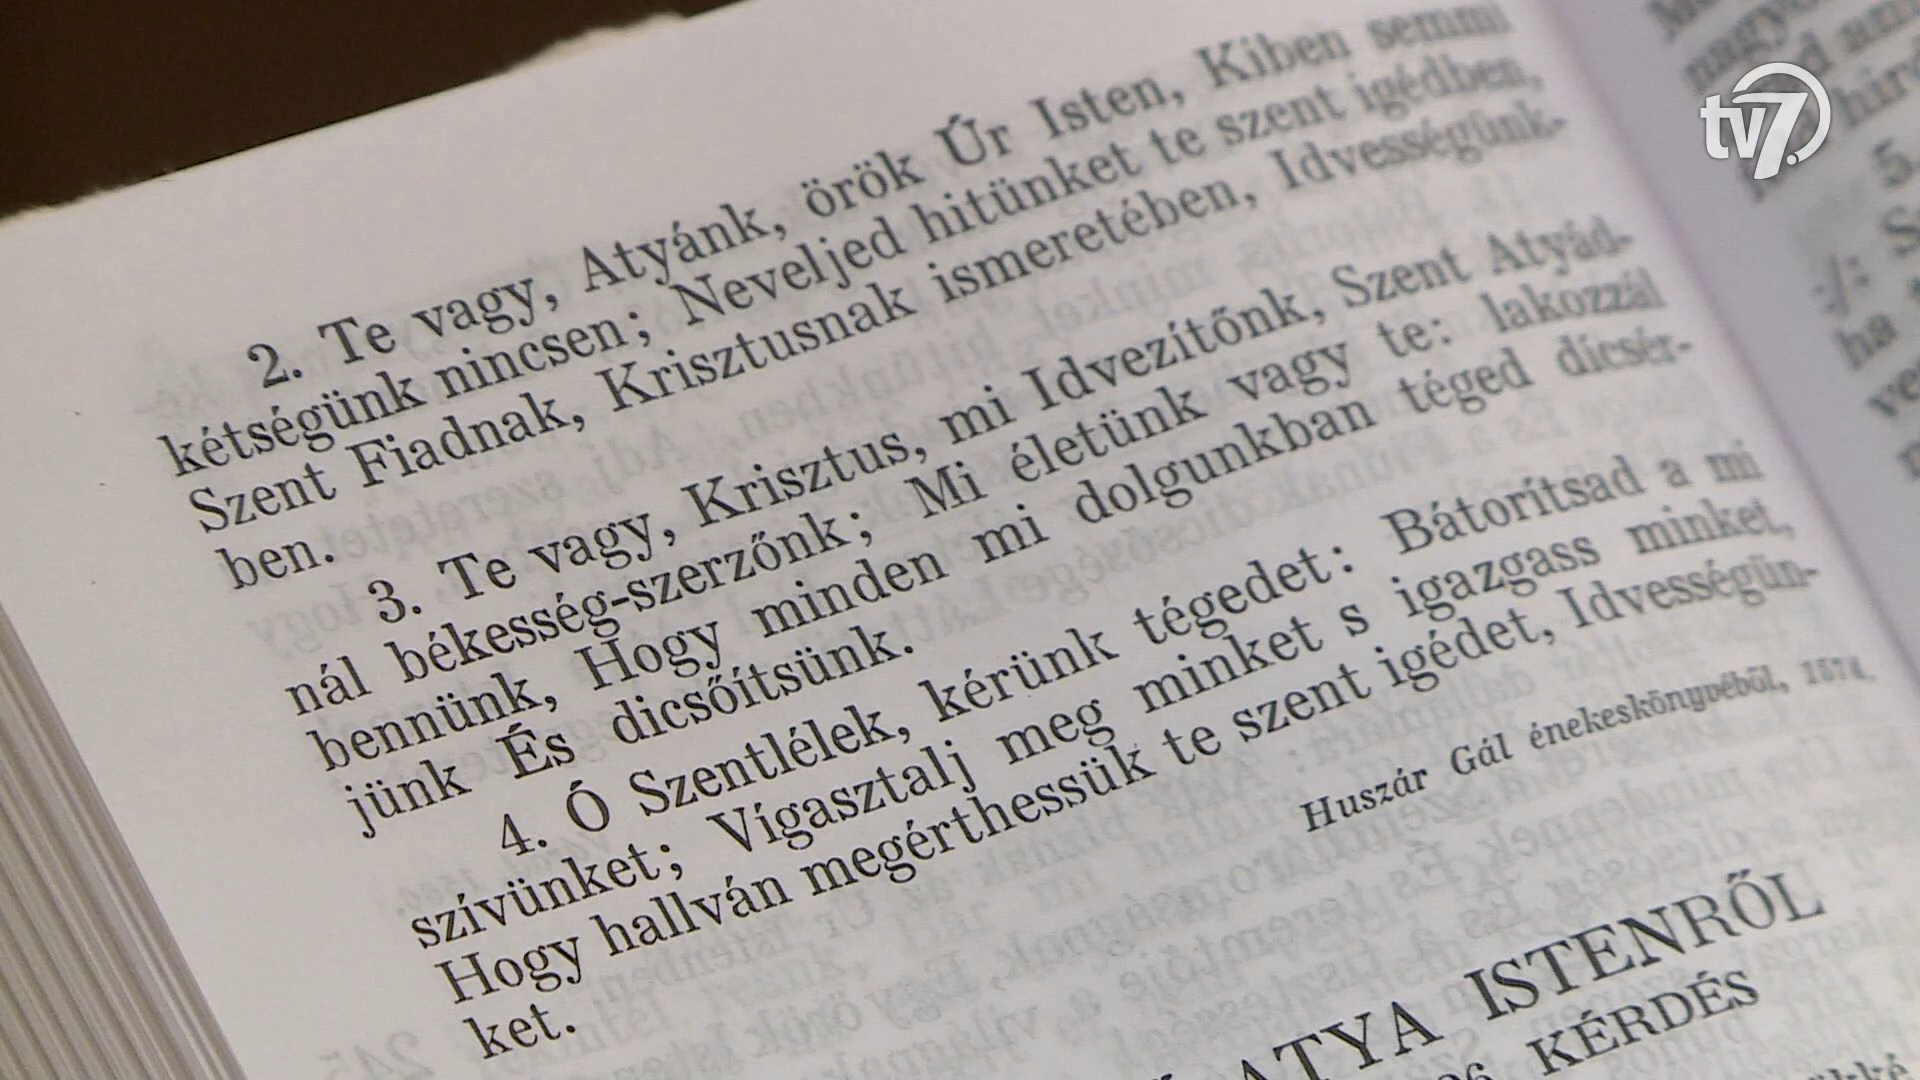 tv7
2. Te vagy, Atyánk, örök Úr Isten, Kiben semmi
kétségünk nincsen; Neveljed hitünket te szent igédben,
Szent Fiadnak, Krisztusnak ismeretében, Idvességünk-
ben.
3. Te vagy, Krisztus, mi Idvezítőnk, Szent Atyád-
nál békesség-szerzőnk; Mi életünk vagy te: lakozzál
bennünk, Hogy minden mi dolgunkban téged dícsér-
jünk És dicsőítsünk.
4. Ó Szentlélek, kérünk tégedet: Bátorítsad a mi
szívünket; Vígasztalj meg minket s igazgass minket,
Hogy hallván megérthessük te szent igédet, Idvességün-
ket.
Huszár Gál énekeskönyvéből, 1574.
ATYA ISTENRŐL
KÉRDÉS
5.
ha